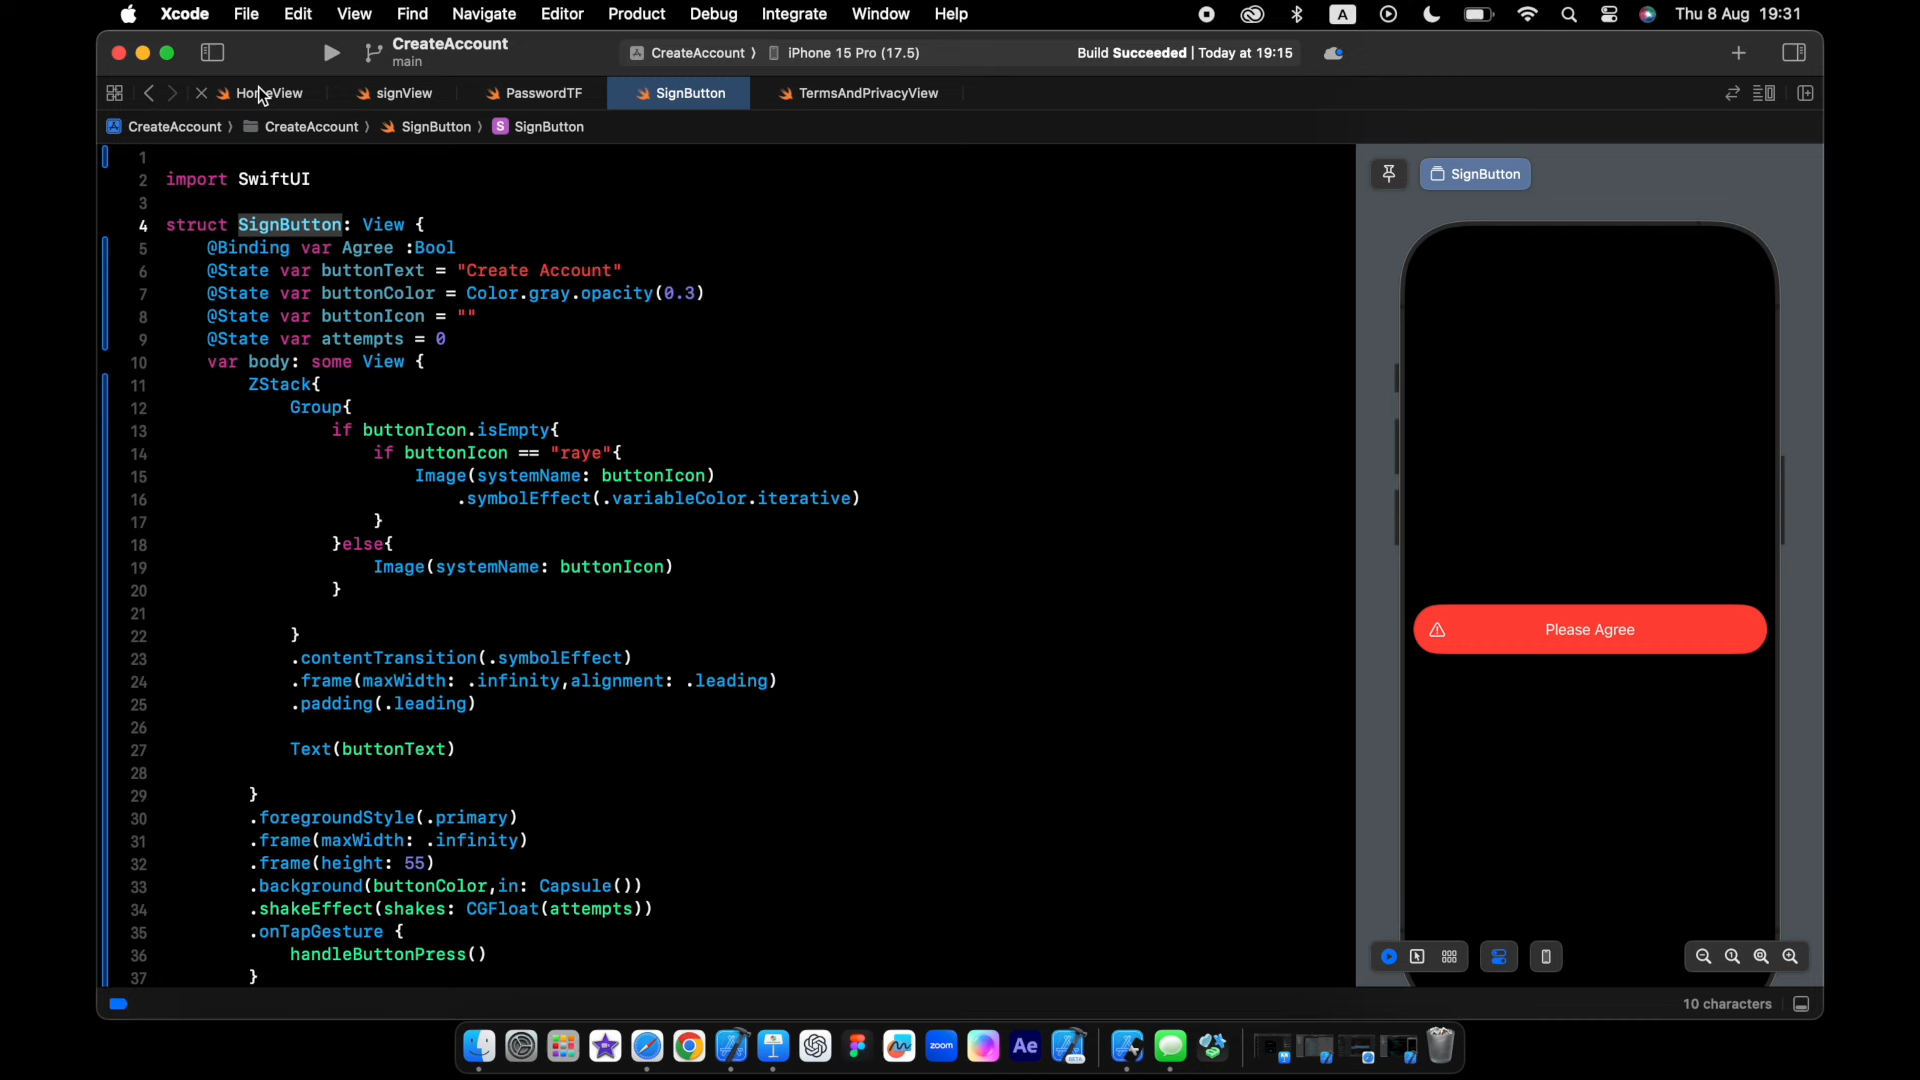 Xcode File Edit View Find Navigate Editor Product Debug Integrate Window Help A Thu 8 Aug 19:31
CreateAccount
main
CreateAccount 〉 iPhone 15 Pro (17.5) Build Succeeded | Today at 19:15
HomeView signView PasswordTF SignButton TermsAndPrivacyView
CreateAccount 〉 CreateAccount 〉 SignButton 〉 S SignButton
1
2 import SwiftUI
3
4 struct SignButton: View {
5 @Binding var Agree :Bool
6 @State var buttonText = "Create Account"
7 @State var buttonColor = Color.gray.opacity(0.3)
8 @State var buttonIcon = ""
9 @State var attempts = 0
10 var body: some View {
11 ZStack{
12 Group{
13 if buttonIcon.isEmpty{
14 if buttonIcon == "raye"{
15 Image(systemName: buttonIcon)
16 .symbolEffect(.variableColor.iterative)
17 }
18 }else{
19 Image(systemName: buttonIcon)
20 }
21
22 }
23 .contentTransition(.symbolEffect)
24 .frame(maxWidth: .infinity,alignment: .leading)
25 .padding(.leading)
26
27 Text(buttonText)
28
29 }
30 .foregroundStyle(.primary)
31 .frame(maxWidth: .infinity)
32 .frame(height: 55)
33 .background(buttonColor,in: Capsule())
34 .shakeEffect(shakes: CGFloat(attempts))
35 .onTapGesture {
36 handleButtonPress()
37 }
SignButton
Please Agree
10 characters
zoom
Ae
BETA